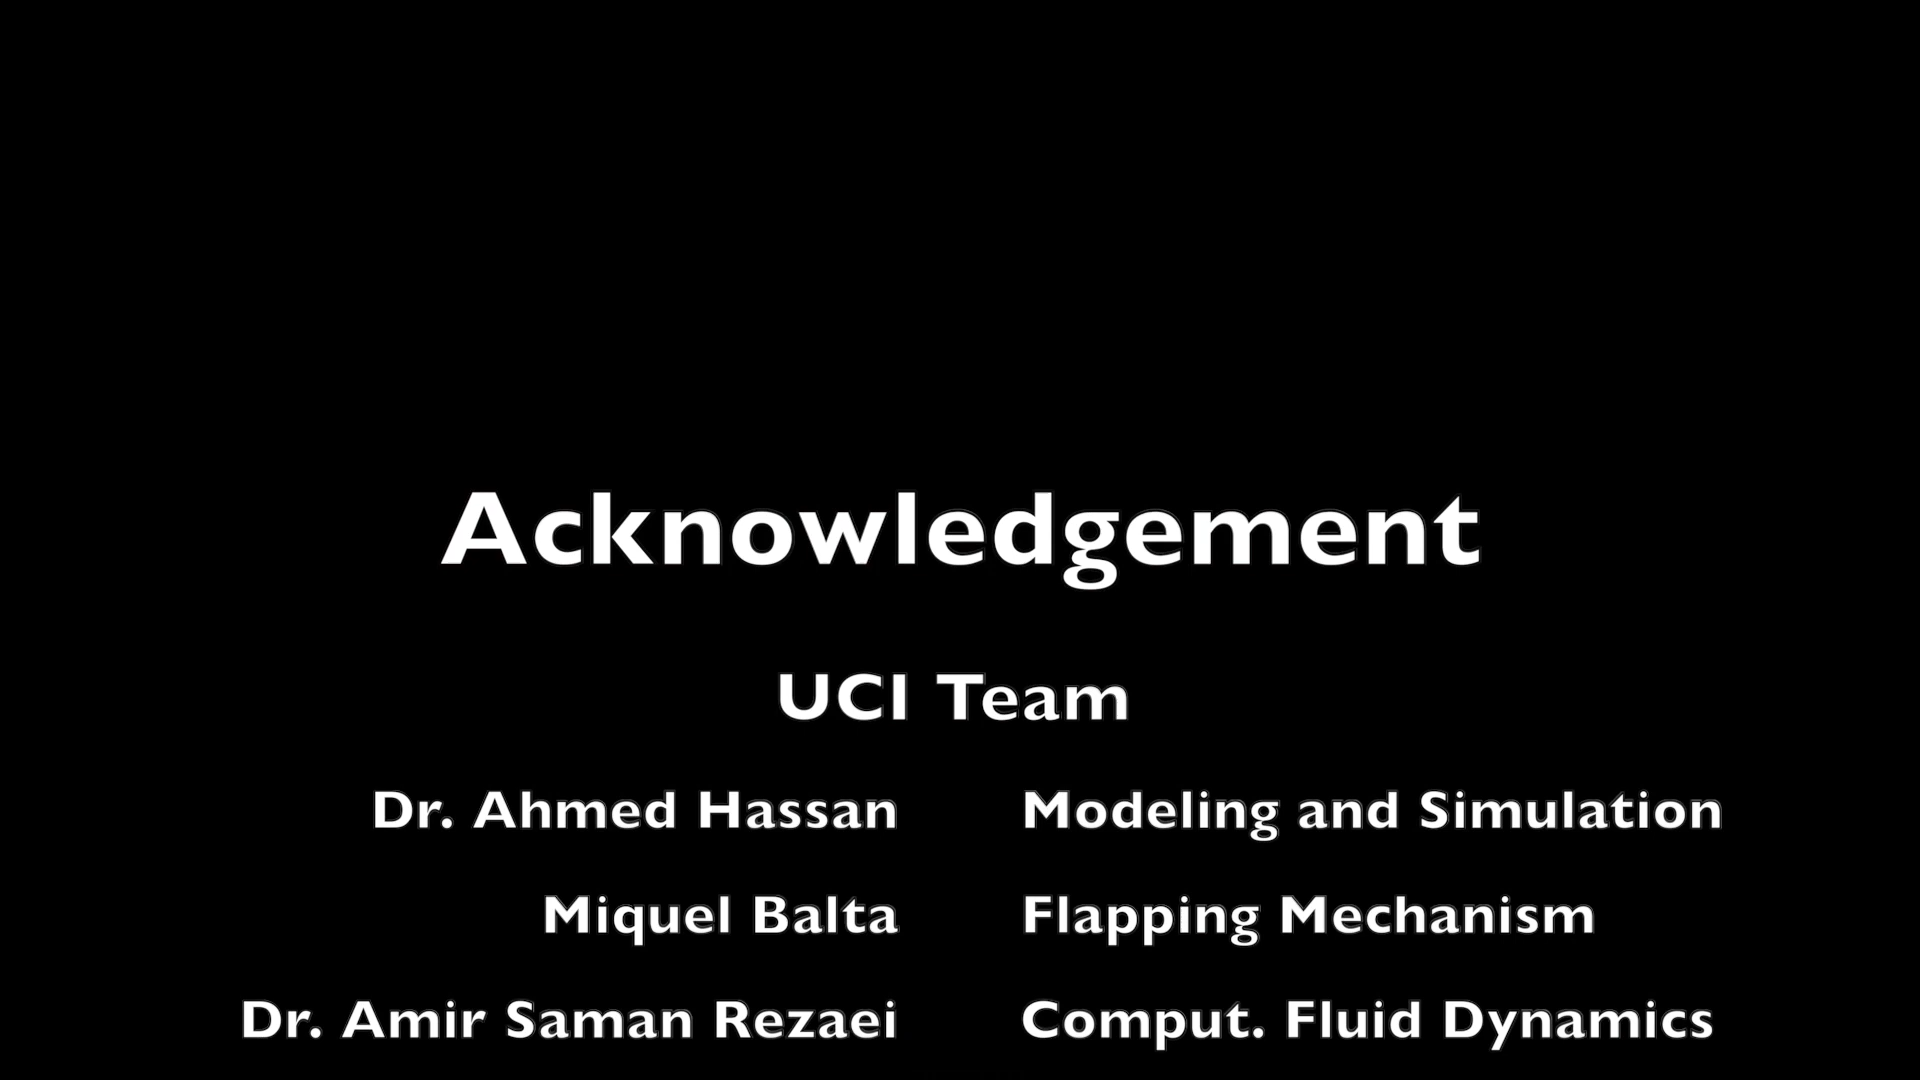 Acknowledgement
UCI Team
Dr. Ahmed Hassan Modeling and Simulation
Miquel Balta Flapping Mechanism
Dr. Amir Saman Rezaei Comput. Fluid Dynamics